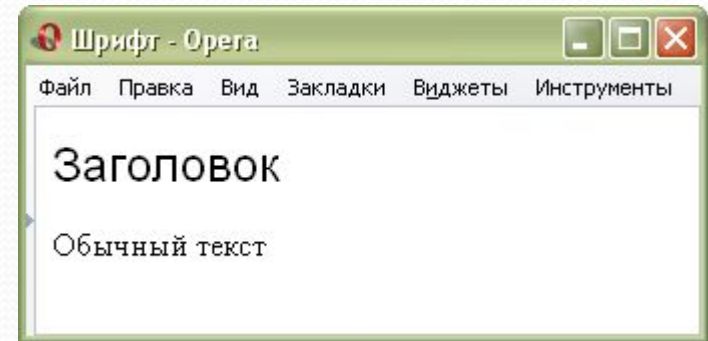 Шрифт - Opera
Файл Правка Вид Закладки Виджеты Инструменты
Заголовок
Обычный текст